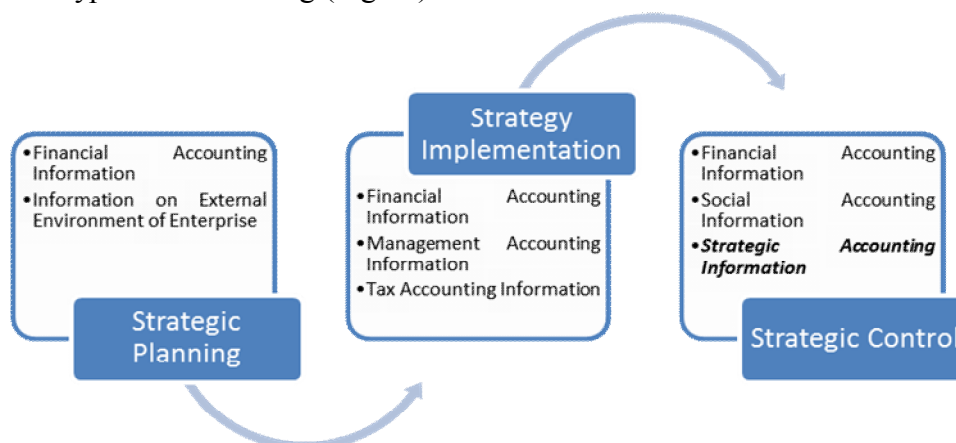 •Financial Accounting
Information
•Information on External
Environment of Enterprise
Strategic
Planning
Strategy
Implementation
•Financial Accounting
Information
•Management Accounting
Information
•Tax Accounting Information
•Financial Accounting
Information
•Social Accounting
Information
•Strategic Accounting
Information
Strategic Control